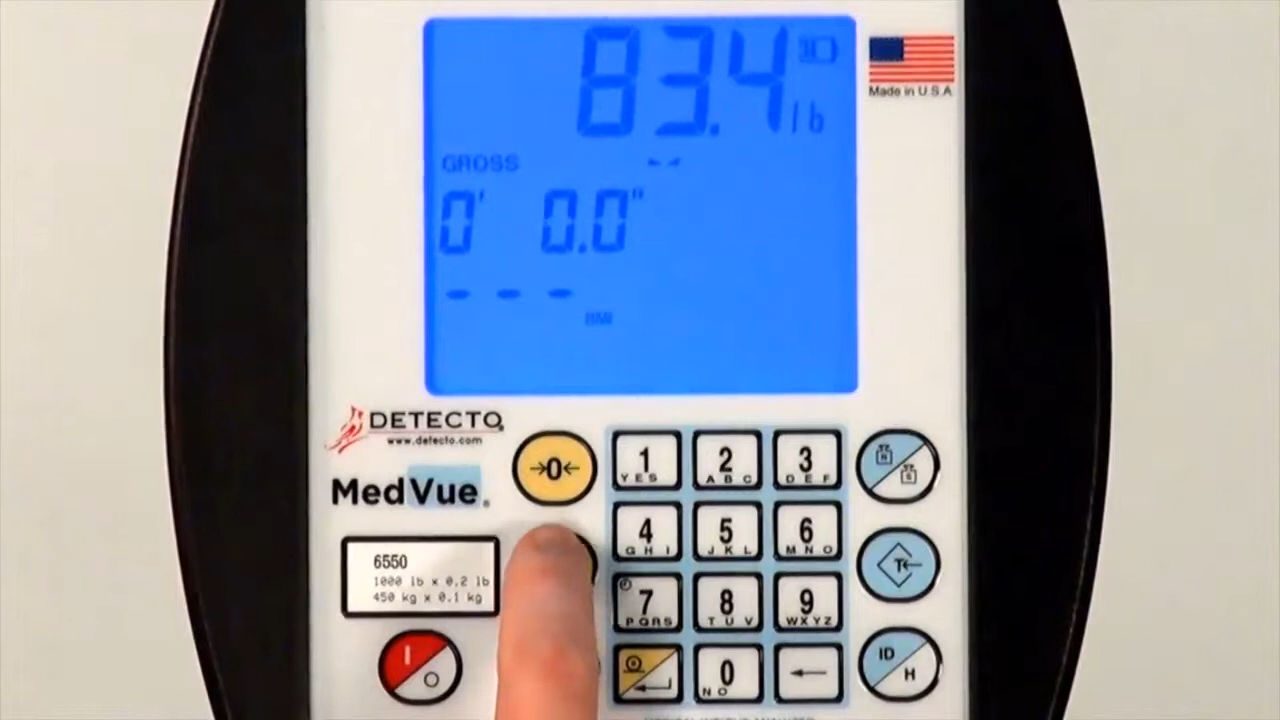 83.4 lb
GROSS
0' 0.0"
- - -
BMI
Made in U.S.A
DETECTO®
www.detecto.com
MedVue®
6550
1000 lb x 0.2 lb
450 kg x 0.1 kg
I O
→0←
1 YES
2 ABC
3 DEF
4 GHI
5 JKL
6 MNO
7 PQRS
8 TUV
9 WXYZ
0 NO
←
T
ID H